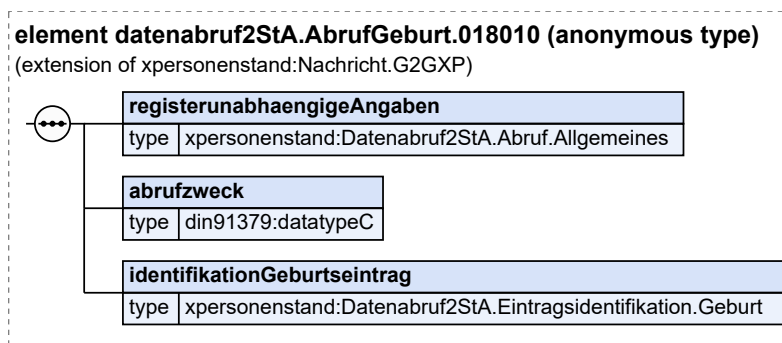 element datenabruf2StA.AbrufGeburt.018010 (anonymous type)
(extension of xpersonenstand:Nachricht.G2GXP)
registerunabhaengigeAngaben
type xpersonenstand:Datenabruf2StA.Abruf.Allgemeines
abrufzweck
type din91379:datatypeC
identifikationGeburtseintrag
type xpersonenstand:Datenabruf2StA.Eintragsidentifikation.Geburt